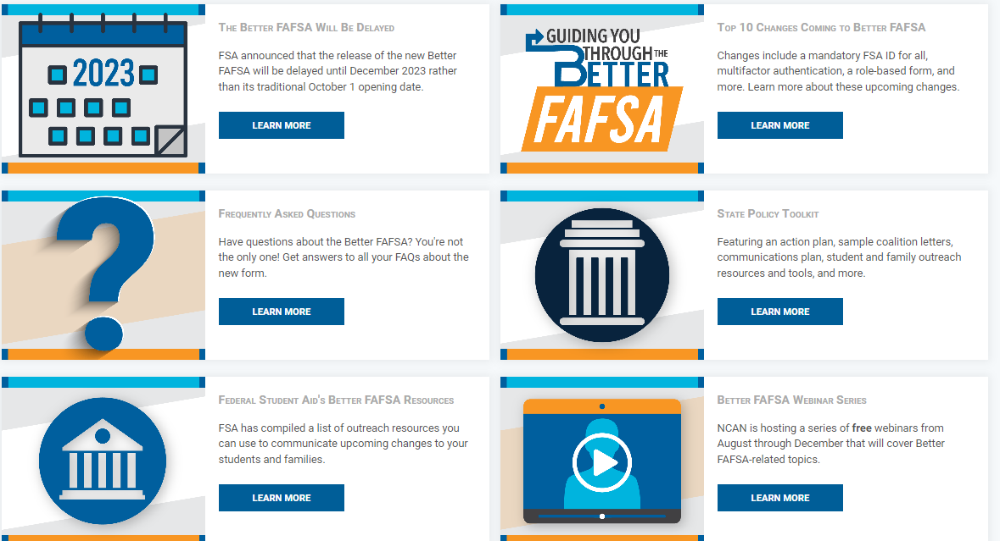 2023
The Better FAFSA Will Be Delayed
FSA announced that the release of the new Better
FAFSA will be delayed until December 2023 rather
than its traditional October 1 opening date.
LEARN MORE
GUIDING YOU
THROUGH THE
BETTER
FAFSA
Top 10 Changes Coming to Better FAFSA
Changes include a mandatory FSA ID for all,
multifactor authentication, a role-based form, and
more. Learn more about these upcoming changes.
LEARN MORE
?
Frequently Asked Questions
Have questions about the Better FAFSA? You're not
the only one! Get answers to all your FAQs about the
new form.
LEARN MORE
State Policy Toolkit
Featuring an action plan, sample coalition letters,
communications plan, student and family outreach
resources and tools, and more.
LEARN MORE
Federal Student Aid's Better FAFSA Resources
FSA has compiled a list of outreach resources you
can use to communicate upcoming changes to your
students and families.
LEARN MORE
Better FAFSA Webinar Series
NCAN is hosting a series of free webinars from
August through December that will cover Better
FAFSA-related topics.
LEARN MORE